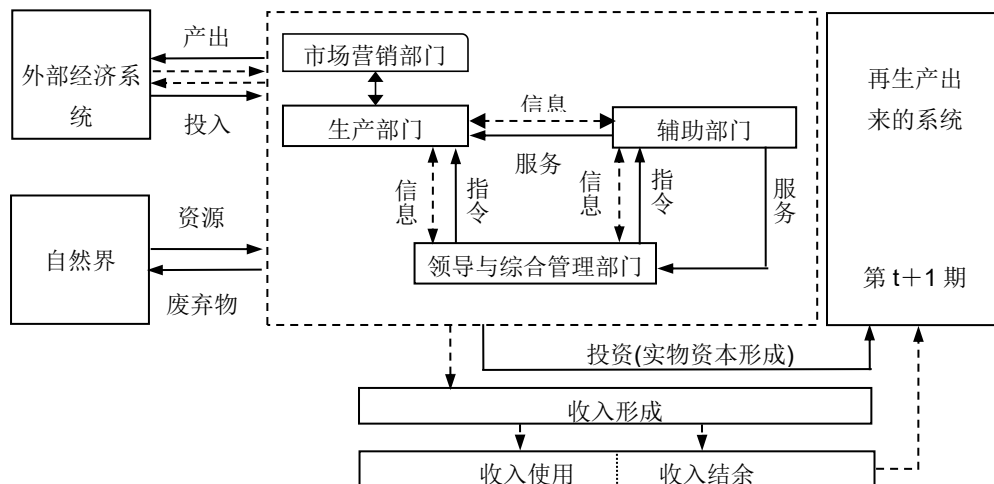 产出
外部经济系
统
投入
市场营销部门
生产部门
信息
服务
辅助部门
信息
指令
信息
指令
服务
领导与综合管理部门
资源
自然界
废弃物
再生产出
来的系统
第 t＋1 期
投资(实物资本形成)
收入形成
收入使用
收入结余